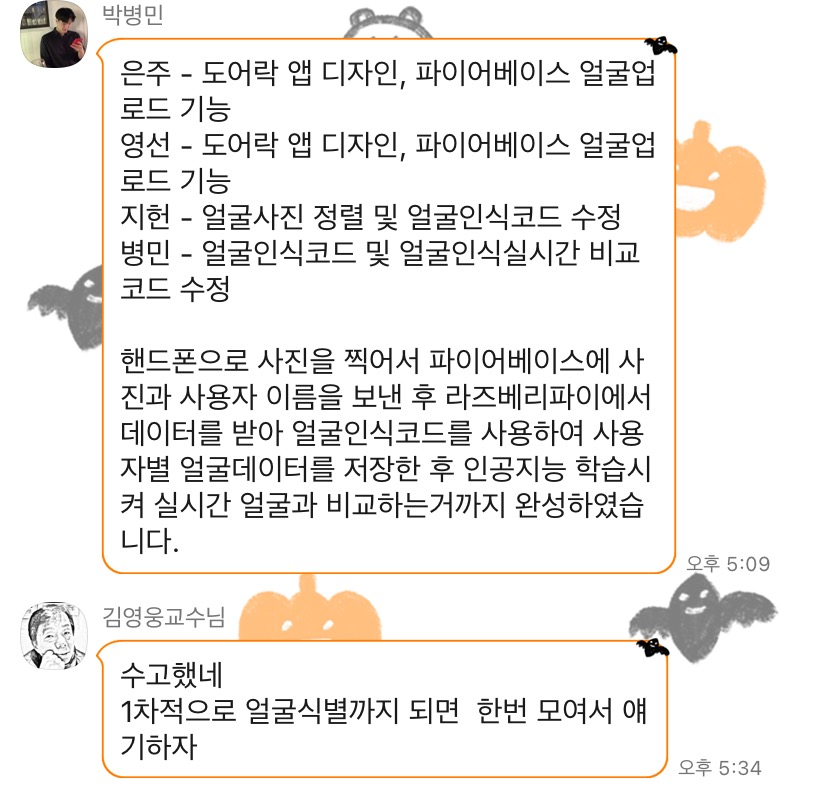 박병민
은주 - 도어락 앱 디자인, 파이어베이스 얼굴업
로드 기능
영선 - 도어락 앱 디자인, 파이어베이스 얼굴업
로드 기능
지헌 - 얼굴사진 정렬 및 얼굴인식코드 수정
병민 - 얼굴인식코드 및 얼굴인식실시간 비교
코드 수정
핸드폰으로 사진을 찍어서 파이어베이스에 사
진과 사용자 이름을 보낸 후 라즈베리파이에서
데이터를 받아 얼굴인식코드를 사용하여 사용
자별 얼굴데이터를 저장한 후 인공지능 학습시
켜 실시간 얼굴과 비교하는거까지 완성하였습
니다.
오후 5:09
김영웅교수님
수고했네
1차적으로 얼굴식별까지 되면  한번 모여서 얘
기하자
오후 5:34